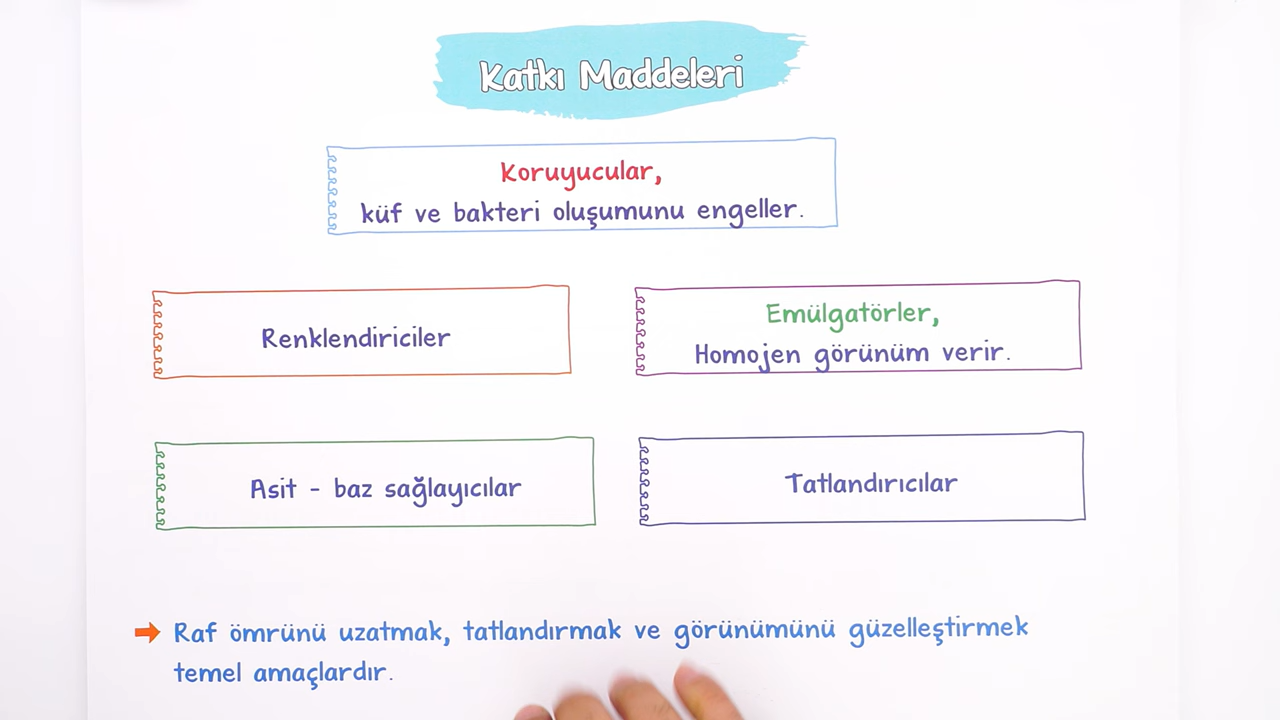 Katkı Maddeleri
Koruyucular,
küf ve bakteri oluşumunu engeller.
Renklendiriciler
Emülgatörler,
Homojen görünüm verir.
Asit - baz sağlayıcılar
Tatlandırıcılar
Raf ömrünü uzatmak, tatlandırmak ve görünümünü güzelleştirmek
temel amaçlardır.